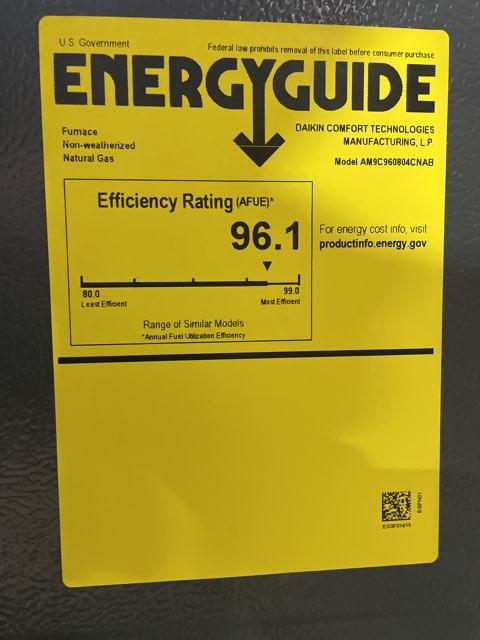 U.S. Government
Federal law prohibits removal of this label before consumer purchase
ENERGYGUIDE
Furnace
Non-weatherized
Natural Gas
DAIKIN COMFORT TECHNOLOGIES
MANUFACTURING, L.P.
Model AM9C960804CNAB
Efficiency Rating (AFUE)*
96.1
80.0
Least Efficient
99.0
Most Efficient
Range of Similar Models
*Annual Fuel Utilization Efficiency
For energy cost info, visit
productinfo.energy.gov